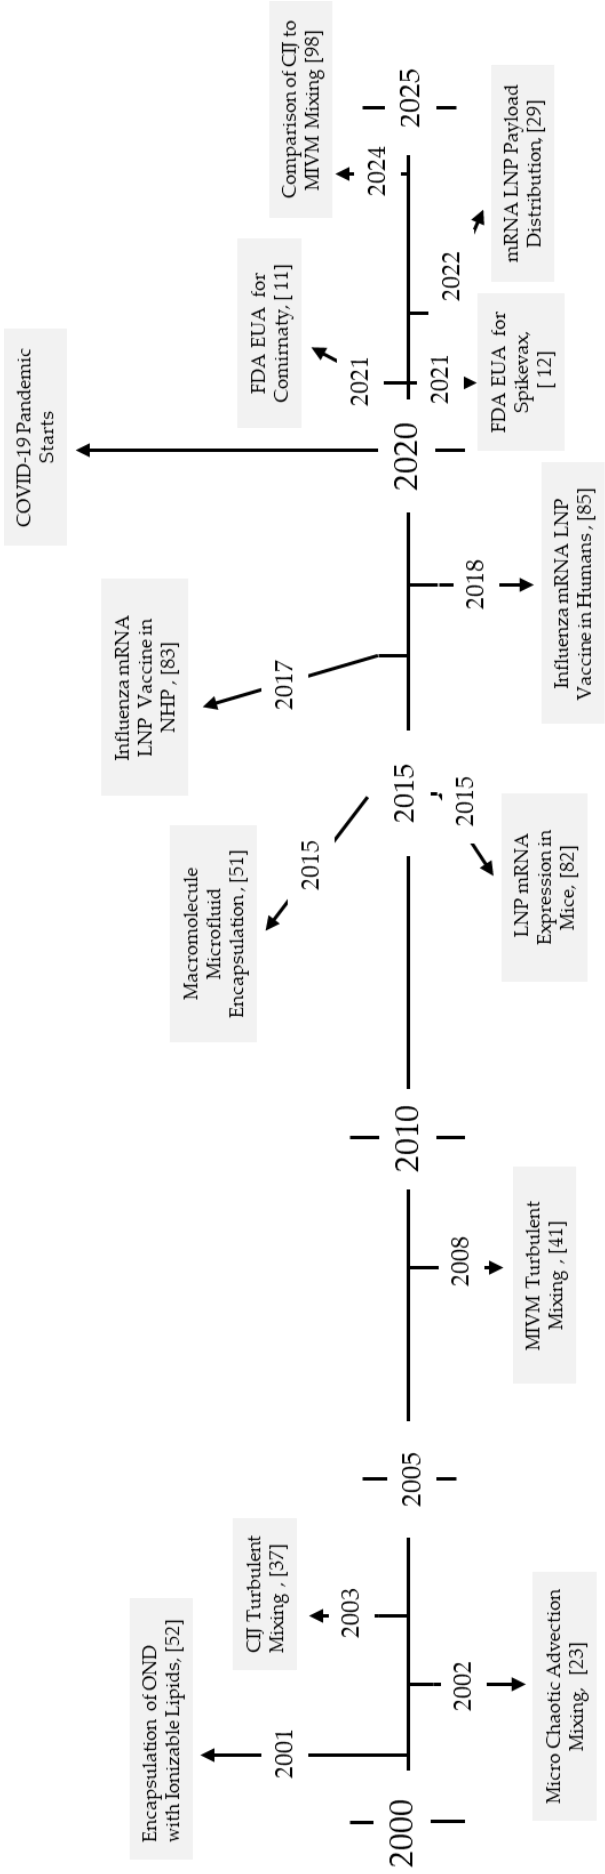 Encapsulation of OND
with Ionizable Lipids, [52]
2001
CIJ Turbulent
Mixing , [37]
2003
Macromolecule
Microfluid
Encapsulation , [51]
2015
Influenza mRNA
LNP Vaccine in
NHP , [83]
2017
COVID-19 Pandemic
Starts
FDA EUA for
Comirnaty, [11]
2021
Comparison of CIJ to
MIVM Mixing [98]
2024
2000
2005
2010
2015
2020
2025
2002
Micro Chaotic Advection
Mixing, [23]
2008
MIVM Turbulent
Mixing , [41]
2015
LNP mRNA
Expression in
Mice, [82]
2018
Influenza mRNA LNP
Vaccine in Humans , [85]
2021
FDA EUA for
Spikevax,
[ 12]
2022
mRNA LNP Payload
Distribution, [29]